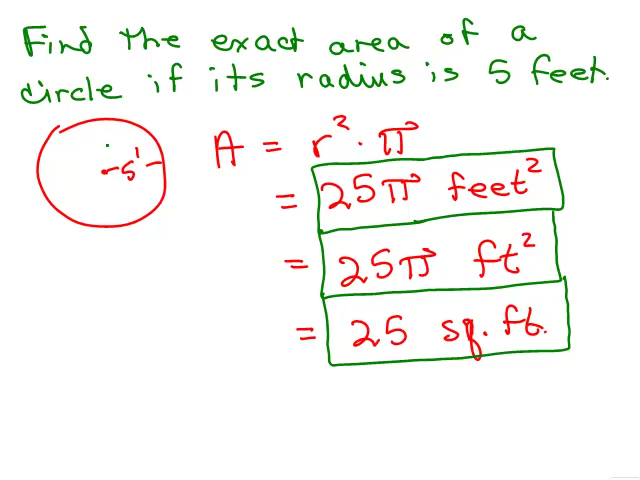 Find the exact area of a
circle if its radius is 5 feet.
5'
A = r². π
= 25π feet²
= 25π ft²
= 25 sq. ft.